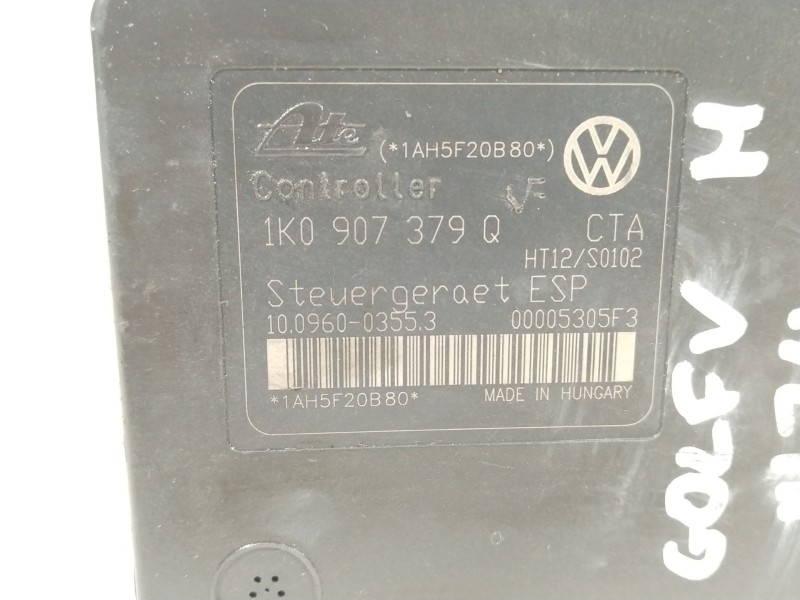 Ate (*1AH5F20B80*)
Controller VF
1K0 907 379 Q CTA
HT12/S0102
Steuergeraet ESP
10.0960-0355.3 00005305F3
*1AH5F20B80* MADE IN HUNGARY
GOLF V H